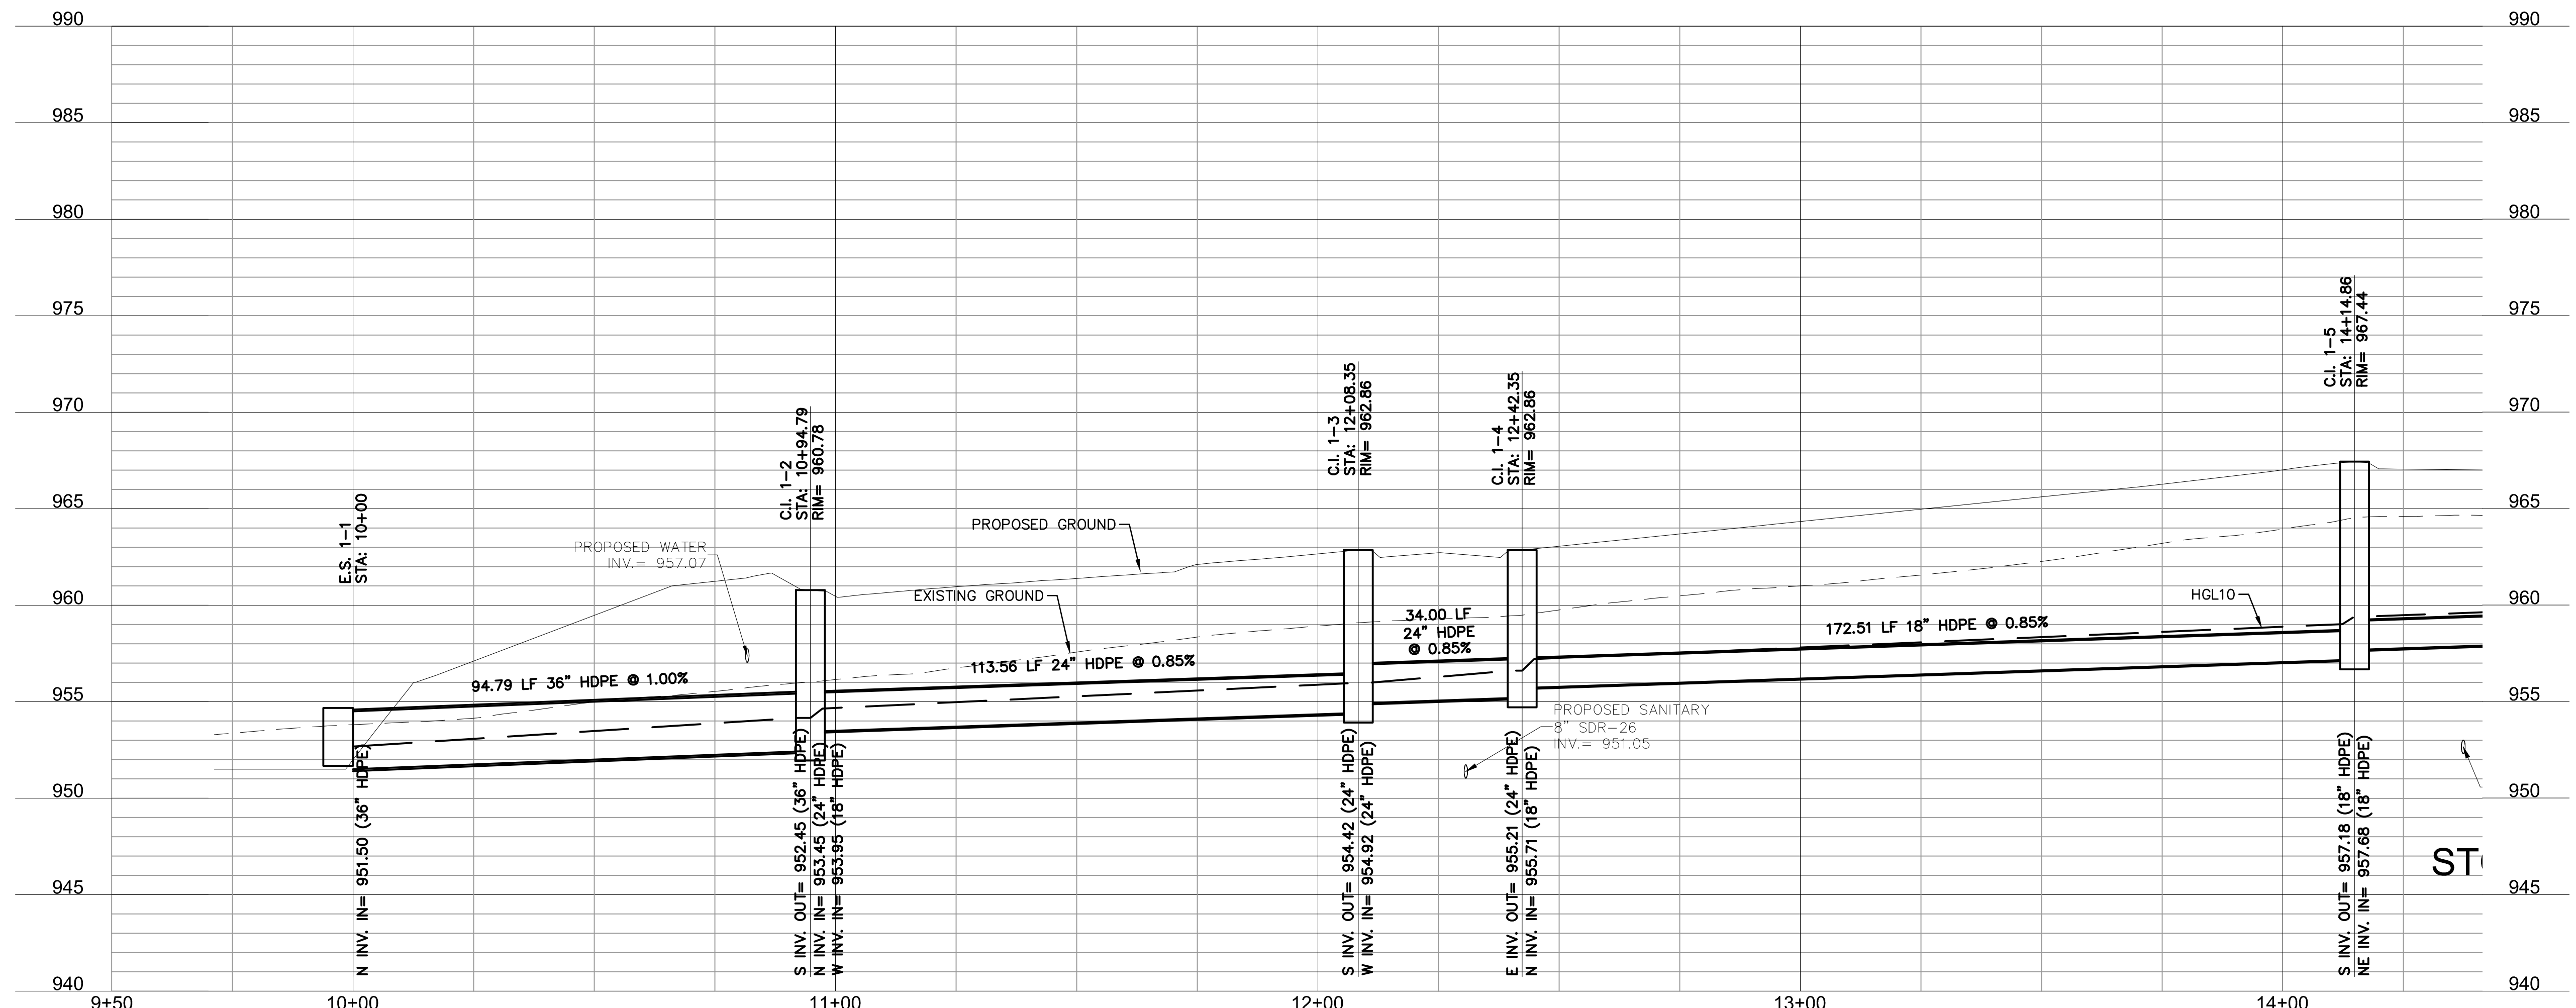 990
990
985
985
980
980
975
975
970
970
965
965
960
960
955
955
950
950
945
945
940
940
9+50
10+00
11+00
12+00
13+00
14+00
E.S. 1-1
STA: 10+00
N INV. IN= 951.50 (36" HDPE)
94.79 LF 36" HDPE @ 1.00%
PROPOSED WATER
INV.= 957.07
C.I. 1-2
STA: 10+94.79
RIM= 960.78
S INV. OUT= 952.45 (36" HDPE)
N INV. IN= 953.45 (24" HDPE)
W INV. IN= 953.95 (18" HDPE)
PROPOSED GROUND
EXISTING GROUND
113.56 LF 24" HDPE @ 0.85%
C.I. 1-3
STA: 12+08.35
RIM= 962.86
S INV. OUT= 954.42 (24" HDPE)
W INV. IN= 954.92 (24" HDPE)
34.00 LF
24" HDPE
@ 0.85%
C.I. 1-4
STA: 12+42.35
RIM= 962.86
E INV. OUT= 955.21 (24" HDPE)
N INV. IN= 955.71 (18" HDPE)
PROPOSED SANITARY
8" SDR-26
INV.= 951.05
172.51 LF 18" HDPE @ 0.85%
HGL10
C.I. 1-5
STA: 14+14.86
RIM= 967.44
S INV. OUT= 957.18 (18" HDPE)
NE INV. IN= 957.68 (18" HDPE)